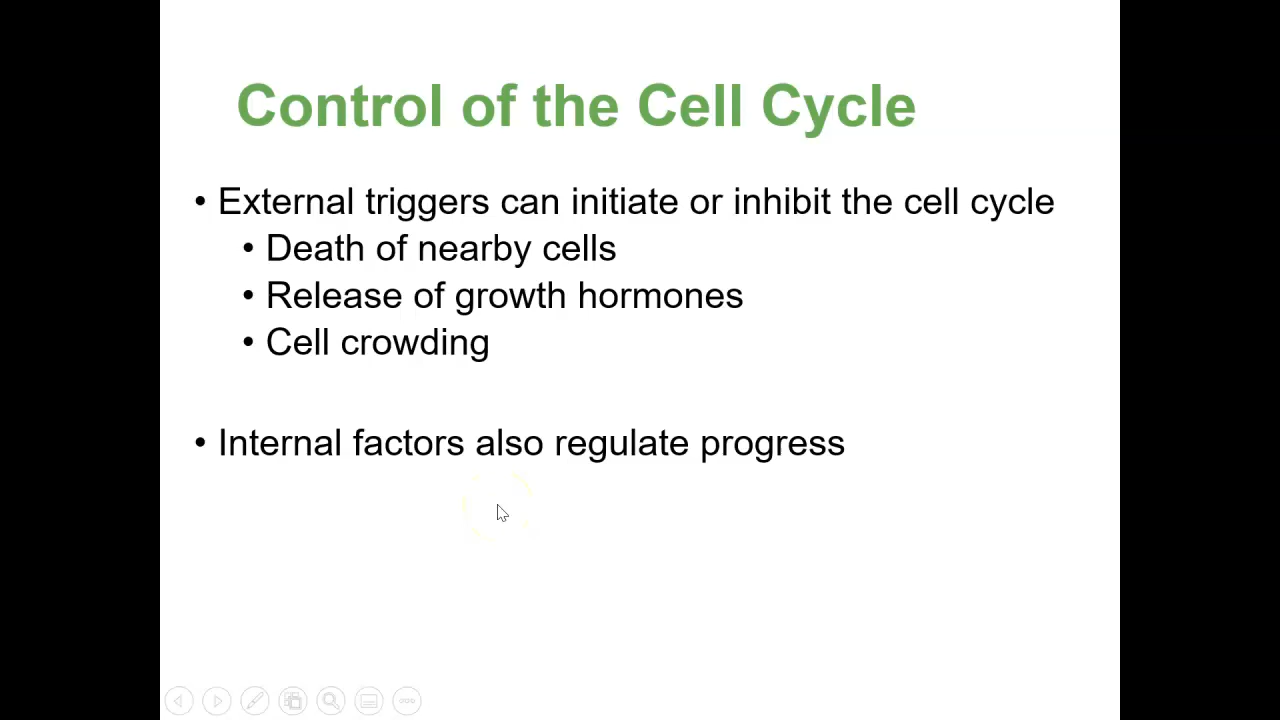 Control of the Cell Cycle
• External triggers can initiate or inhibit the cell cycle
• Death of nearby cells
• Release of growth hormones
• Cell crowding
• Internal factors also regulate progress